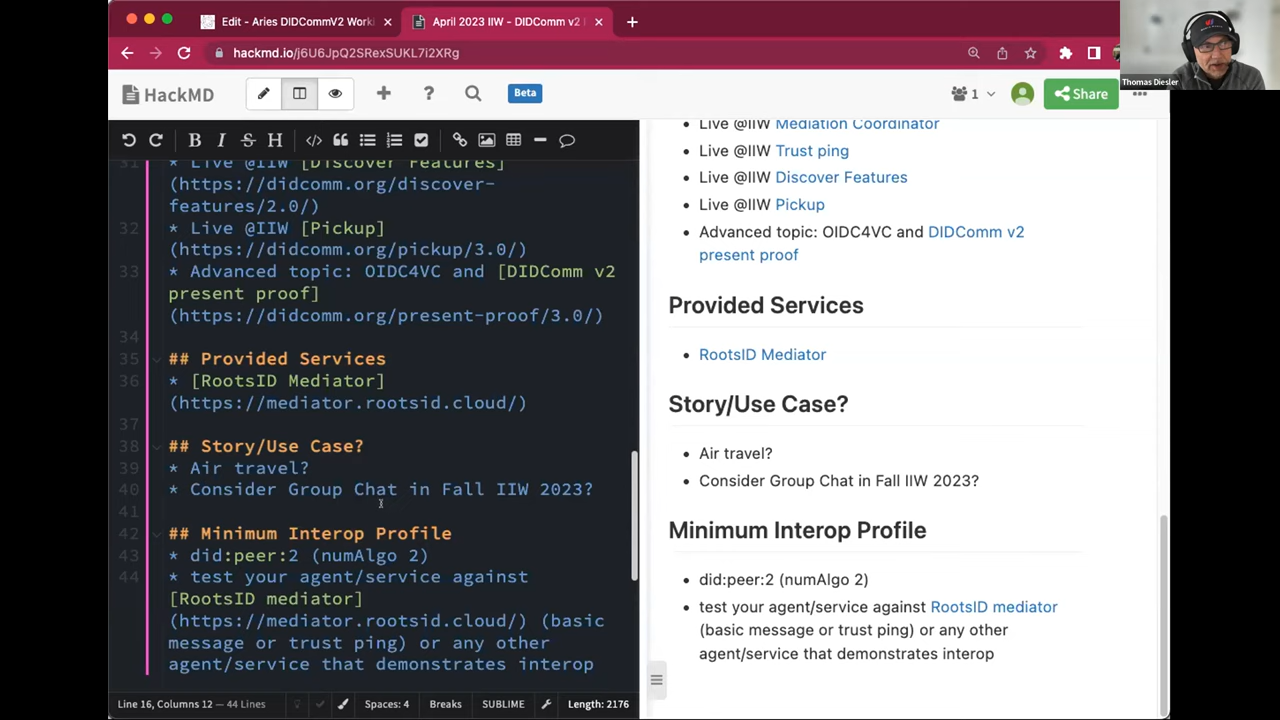 Edit - Aries DIDCommV2 Worki
April 2023 IIW - DIDComm v2
hackmd.io/j6U6JpQ2SRexSUKL7i2XRg
Thomas Diesler
HackMD
Beta
1
Share
31 * Live @IIW [Discover Features]
(https://didcomm.org/discover-
features/2.0/)
32 * Live @IIW [Pickup]
(https://didcomm.org/pickup/3.0/)
33 * Advanced topic: OIDC4VC and [DIDComm v2
present proof]
(https://didcomm.org/present-proof/3.0/)
34
35 ## Provided Services
36 * [RootsID Mediator]
(https://mediator.rootsid.cloud/)
37
38 ## Story/Use Case?
39 * Air travel?
40 * Consider Group Chat in Fall IIW 2023?
41
42 ## Minimum Interop Profile
43 * did:peer:2 (numAlgo 2)
44 * test your agent/service against
[RootsID mediator]
(https://mediator.rootsid.cloud/) (basic
message or trust ping) or any other
agent/service that demonstrates interop
Line 16, Columns 12 — 44 Lines
Spaces: 4
Breaks
SUBLIME
Length: 2176
• Live @IIW Mediation Coordinator
• Live @IIW Trust ping
• Live @IIW Discover Features
• Live @IIW Pickup
• Advanced topic: OIDC4VC and DIDComm v2
present proof
Provided Services
• RootsID Mediator
Story/Use Case?
• Air travel?
• Consider Group Chat in Fall IIW 2023?
Minimum Interop Profile
• did:peer:2 (numAlgo 2)
• test your agent/service against RootsID mediator
(basic message or trust ping) or any other
agent/service that demonstrates interop